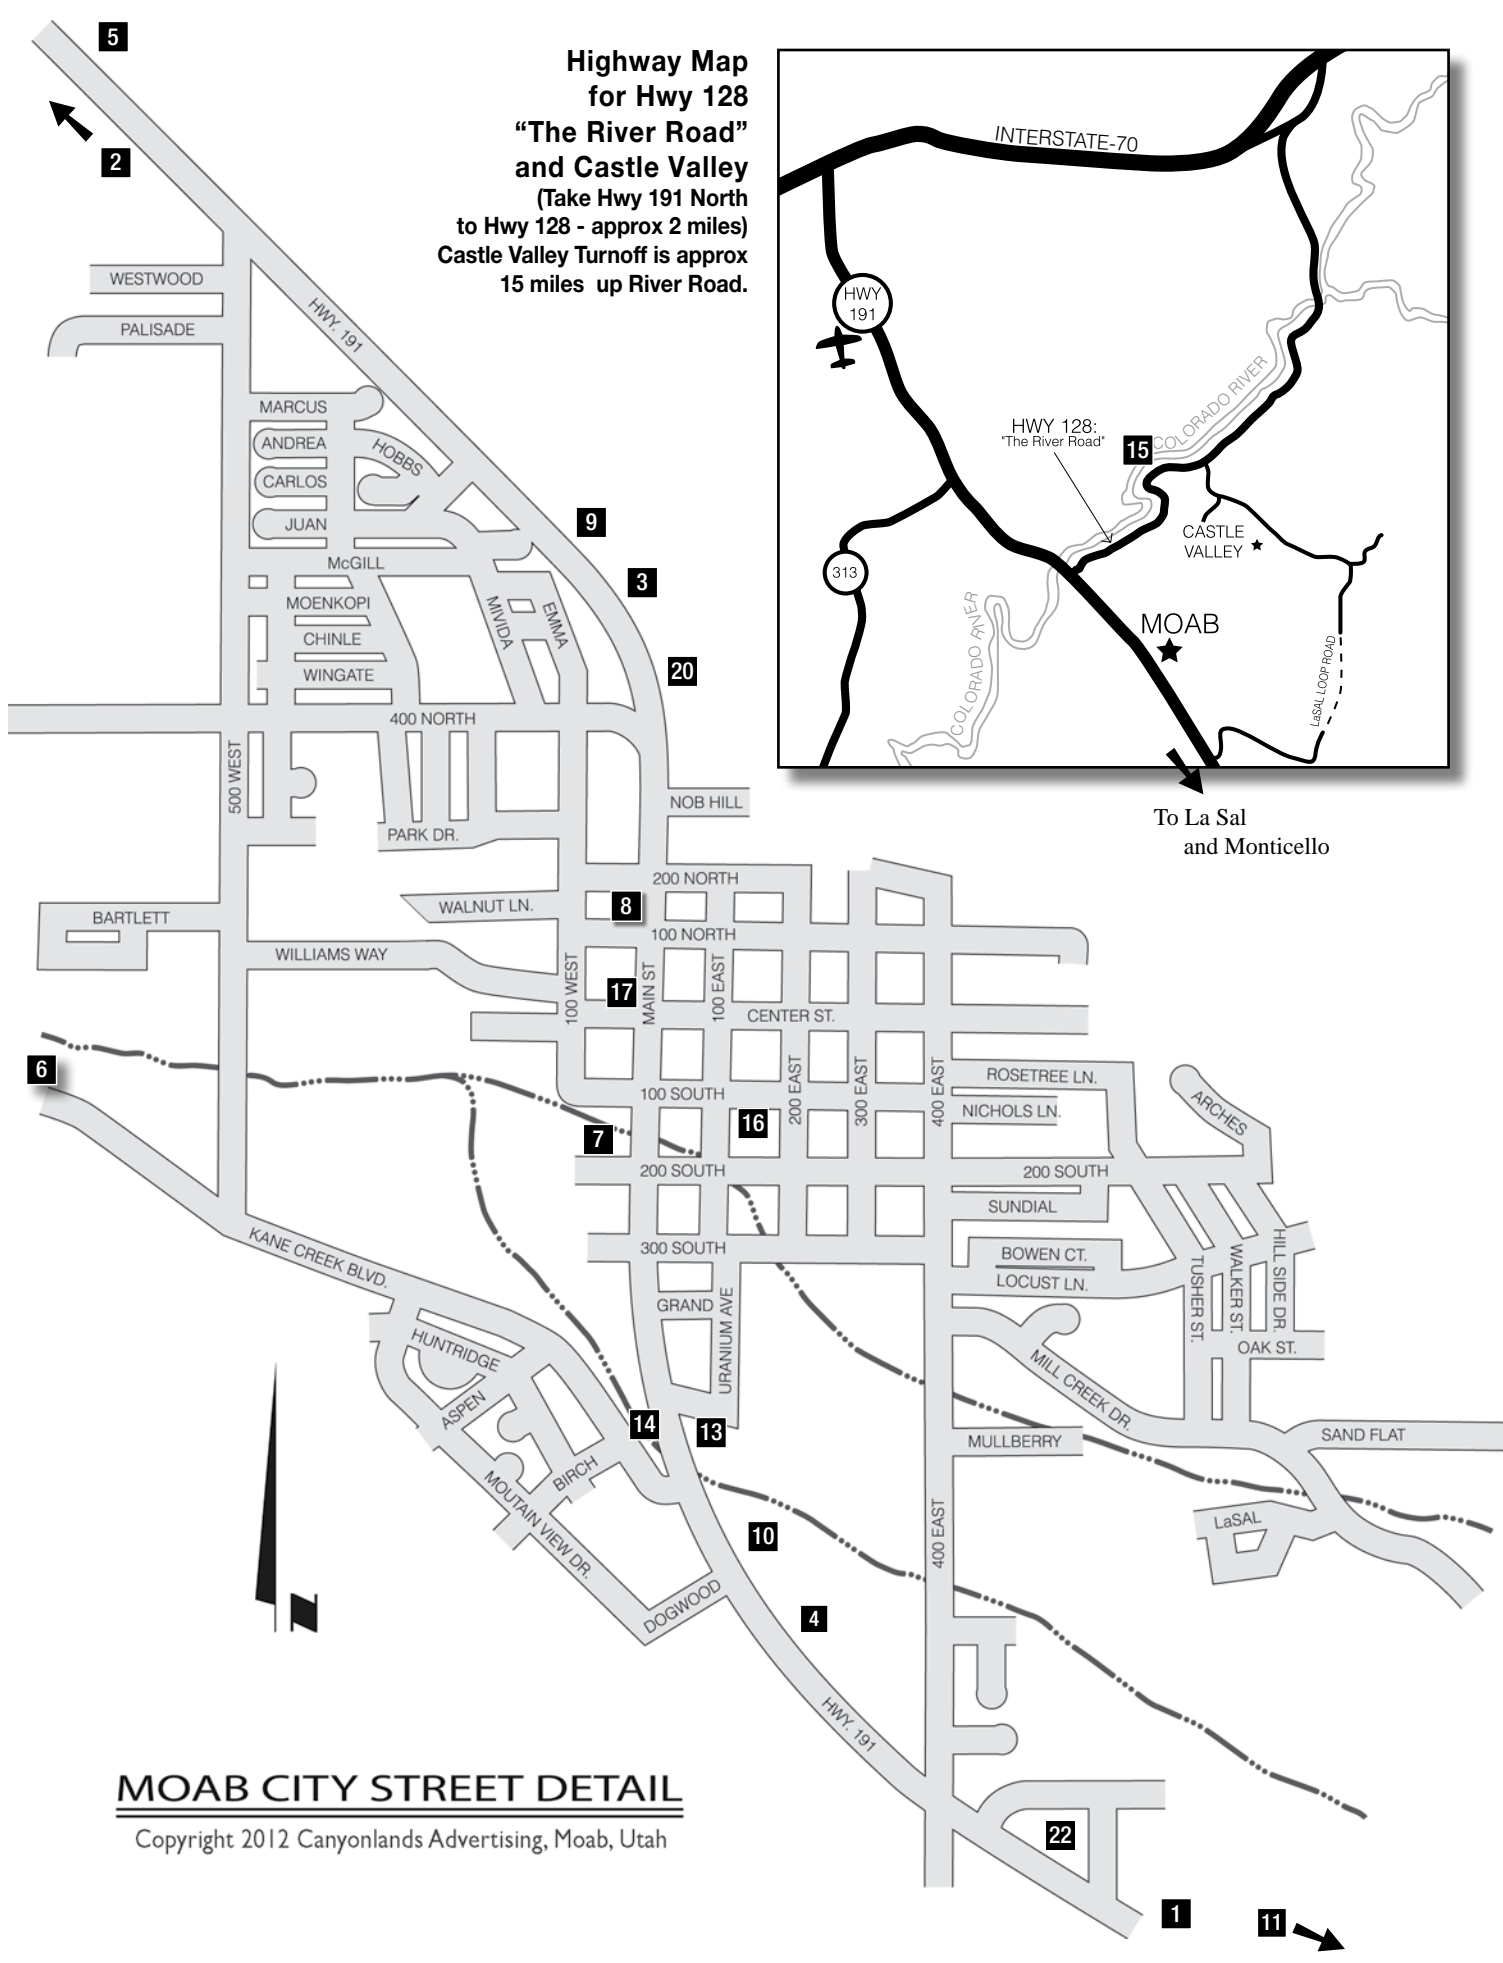 5
2
Highway Map
for Hwy 128
“The River Road”
and Castle Valley
(Take Hwy 191 North
to Hwy 128 - approx 2 miles)
Castle Valley Turnoff is approx
15 miles up River Road.
INTERSTATE-70
HWY
191
COLORADO RIVER
HWY 128:
"The River Road"
15
CASTLE
VALLEY
313
COLORADO RIVER
MOAB
LaSAL LOOP ROAD
To La Sal
and Monticello
WESTWOOD
PALISADE
HWY. 191
MARCUS
ANDREA
HOBBS
CARLOS
JUAN
9
McGILL
3
MOENKOPI
MIVIDA
EMMA
CHINLE
WINGATE
20
400 NORTH
500 WEST
NOB HILL
PARK DR.
200 NORTH
WALNUT LN.
8
BARTLETT
100 NORTH
WILLIAMS WAY
100 WEST
17
MAIN ST
100 EAST
CENTER ST.
6
200 EAST
300 EAST
400 EAST
ROSETREE LN.
100 SOUTH
NICHOLS LN.
ARCHES
16
7
200 SOUTH
200 SOUTH
SUNDIAL
KANE CREEK BLVD.
300 SOUTH
BOWEN CT.
LOCUST LN.
TUSHER ST.
WALKER ST.
HILL SIDE DR.
GRAND
URANIUM AVE
HUNTRIDGE
OAK ST.
MILL CREEK DR.
ASPEN
14
13
MULLBERRY
SAND FLAT
BIRCH
MOUTAIN VIEW DR.
LaSAL
10
400 EAST
DOGWOOD
4
N
HWY. 191
MOAB CITY STREET DETAIL
Copyright 2012 Canyonlands Advertising, Moab, Utah
22
1
11